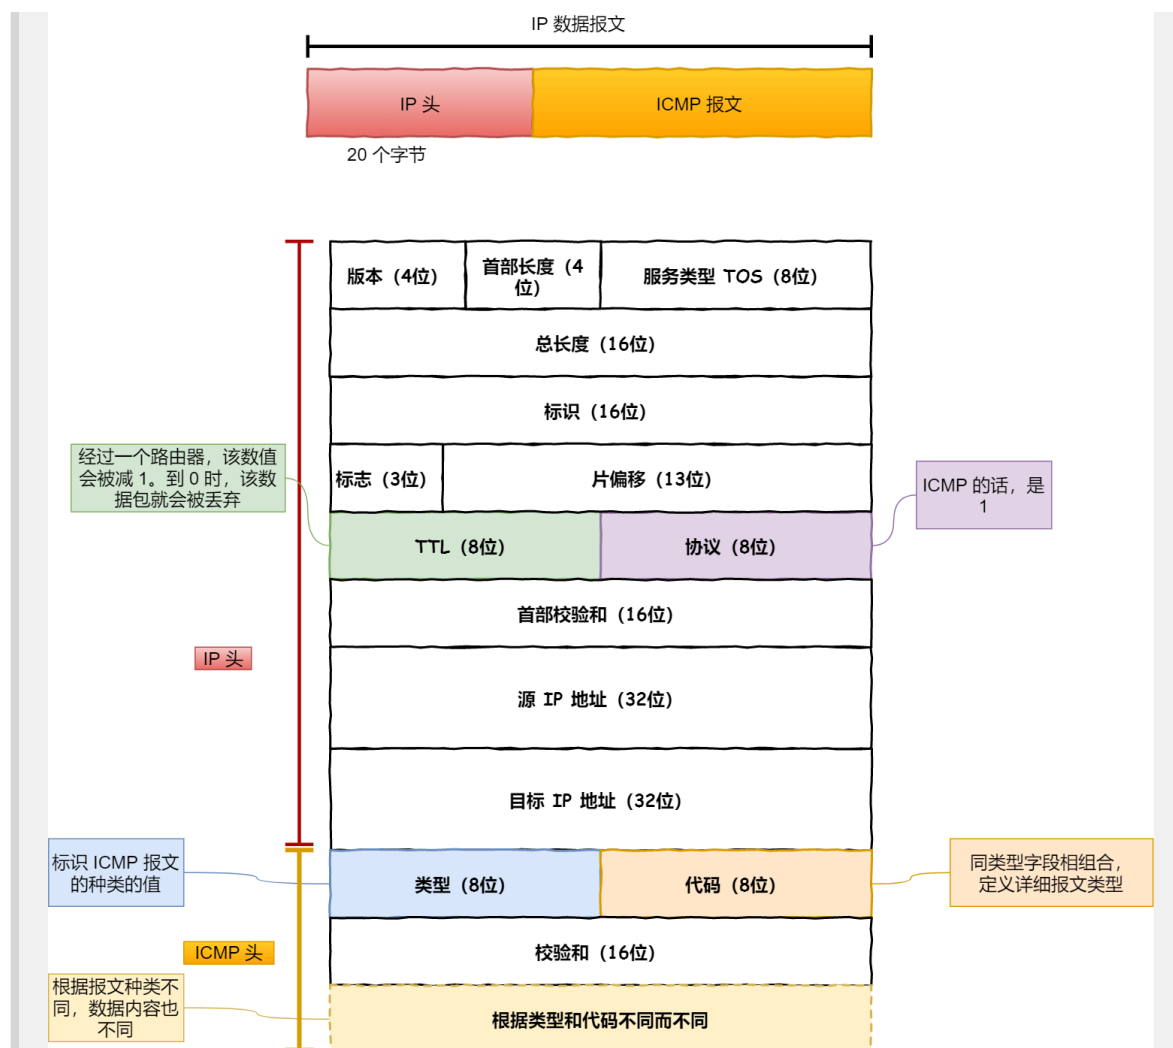 IP 数据报文
IP 头
ICMP 报文
20 个字节
版本（4位）
首部长度（4
位）
服务类型 TOS（8位）
总长度（16位）
标识（16位）
经过一个路由器，该数值
会被减 1。到 0 时，该数
据包就会被丢弃
标志（3位）
片偏移（13位）
ICMP 的话，是
1
TTL（8位）
协议（8位）
首部校验和（16位）
IP 头
源 IP 地址（32位）
目标 IP 地址（32位）
标识 ICMP 报文
的种类的值
类型（8位）
代码（8位）
同类型字段相组合，
定义详细报文类型
ICMP 头
校验和（16位）
根据报文种类不
同，数据内容也
不同
根据类型和代码不同而不同